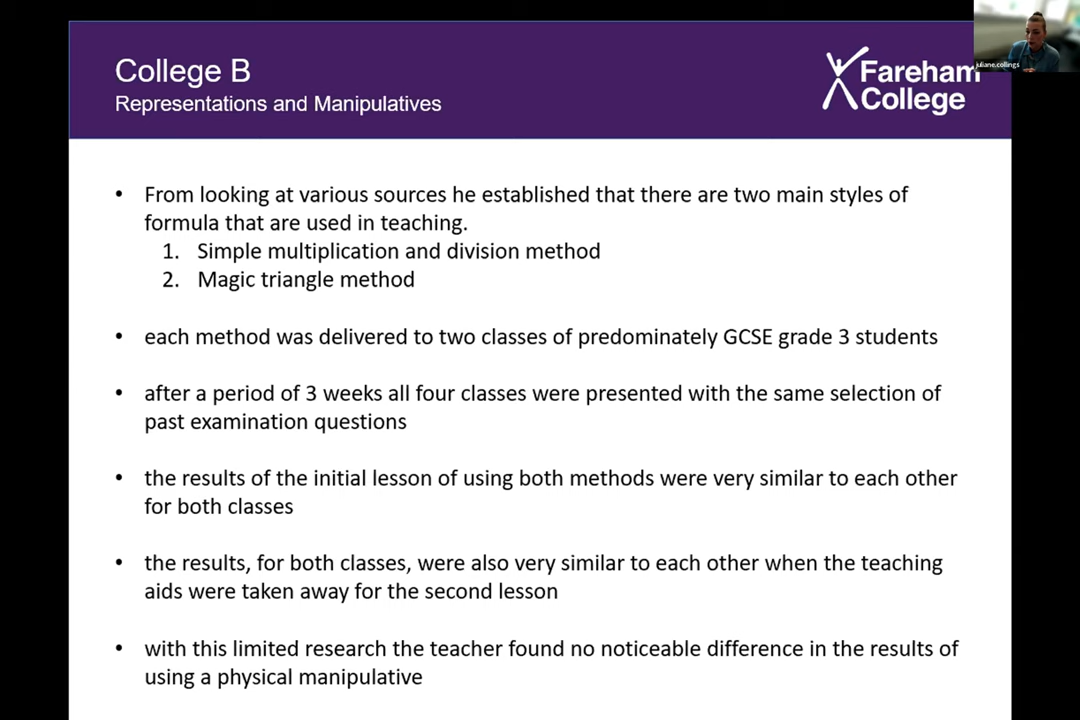 College B
Representations and Manipulatives
Fareham
College
juliane.collings
• From looking at various sources he established that there are two main styles of
formula that are used in teaching.
1. Simple multiplication and division method
2. Magic triangle method
• each method was delivered to two classes of predominately GCSE grade 3 students
• after a period of 3 weeks all four classes were presented with the same selection of
past examination questions
• the results of the initial lesson of using both methods were very similar to each other
for both classes
• the results, for both classes, were also very similar to each other when the teaching
aids were taken away for the second lesson
• with this limited research the teacher found no noticeable difference in the results of
using a physical manipulative